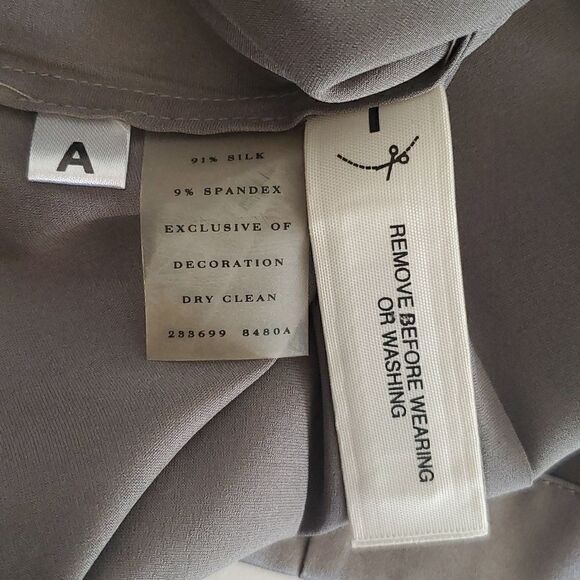 A
91% SILK
9% SPANDEX
EXCLUSIVE OF
DECORATION
DRY CLEAN
233699 8480A
REMOVE BEFORE WEARING
OR WASHING